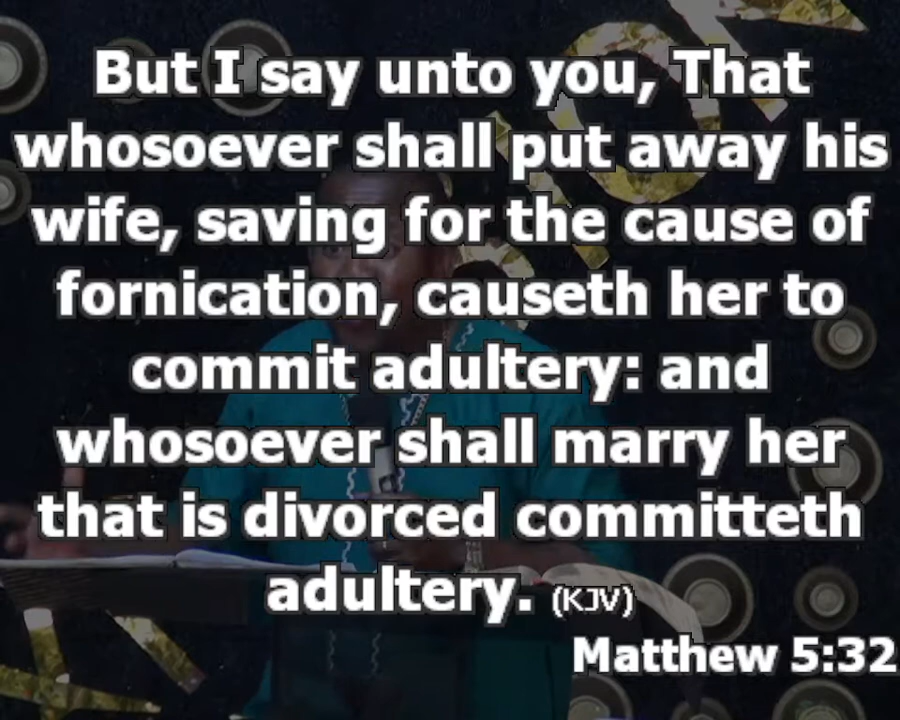 But I say unto you, That
whosoever shall put away his
wife, saving for the cause of
fornication, causeth her to
commit adultery: and
whosoever shall marry her
that is divorced committeth
adultery. (KJV)
Matthew 5:32